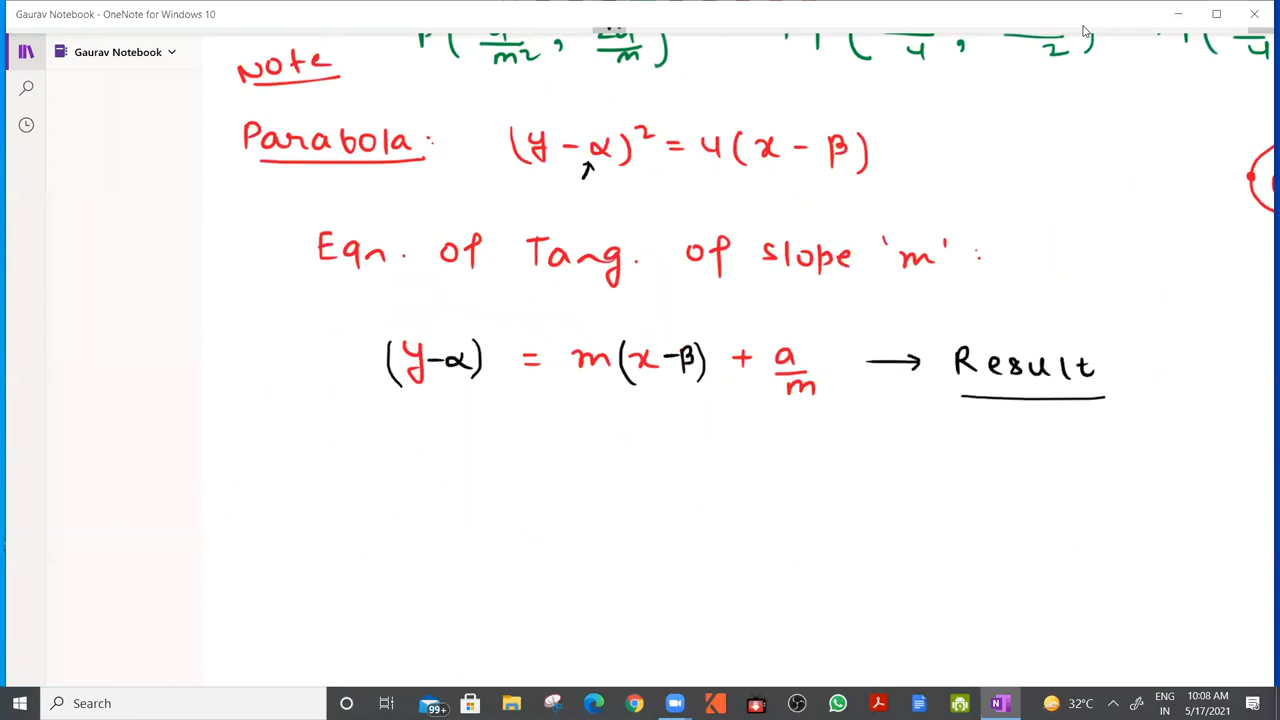 Gaurav Notebook - OneNote for Windows 10
Gaurav Notebook
Note
Parabola: (y - α)² = 4(x - β)
Eqn. of Tang. of slope 'm':
(y-α) = m(x-β) + a/m → Result
Search
99+
32°C
ENG
IN
10:08 AM
5/17/2021